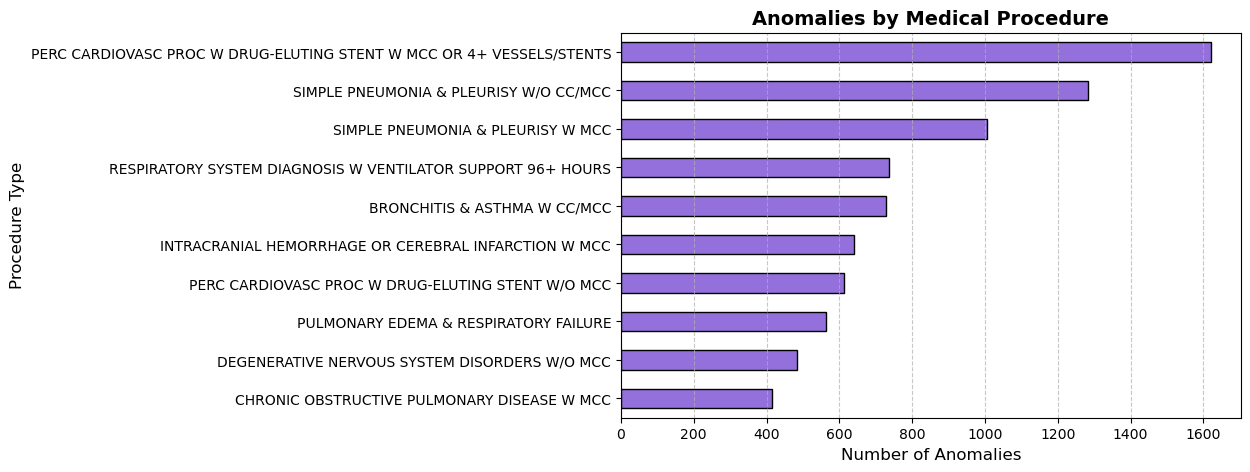 Anomalies by Medical Procedure
Procedure Type
PERC CARDIOVASC PROC W DRUG-ELUTING STENT W MCC OR 4+ VESSELS/STENTS
SIMPLE PNEUMONIA & PLEURISY W/O CC/MCC
SIMPLE PNEUMONIA & PLEURISY W MCC
RESPIRATORY SYSTEM DIAGNOSIS W VENTILATOR SUPPORT 96+ HOURS
BRONCHITIS & ASTHMA W CC/MCC
INTRACRANIAL HEMORRHAGE OR CEREBRAL INFARCTION W MCC
PERC CARDIOVASC PROC W DRUG-ELUTING STENT W/O MCC
PULMONARY EDEMA & RESPIRATORY FAILURE
DEGENERATIVE NERVOUS SYSTEM DISORDERS W/O MCC
CHRONIC OBSTRUCTIVE PULMONARY DISEASE W MCC
0 200 400 600 800 1000 1200 1400 1600
Number of Anomalies